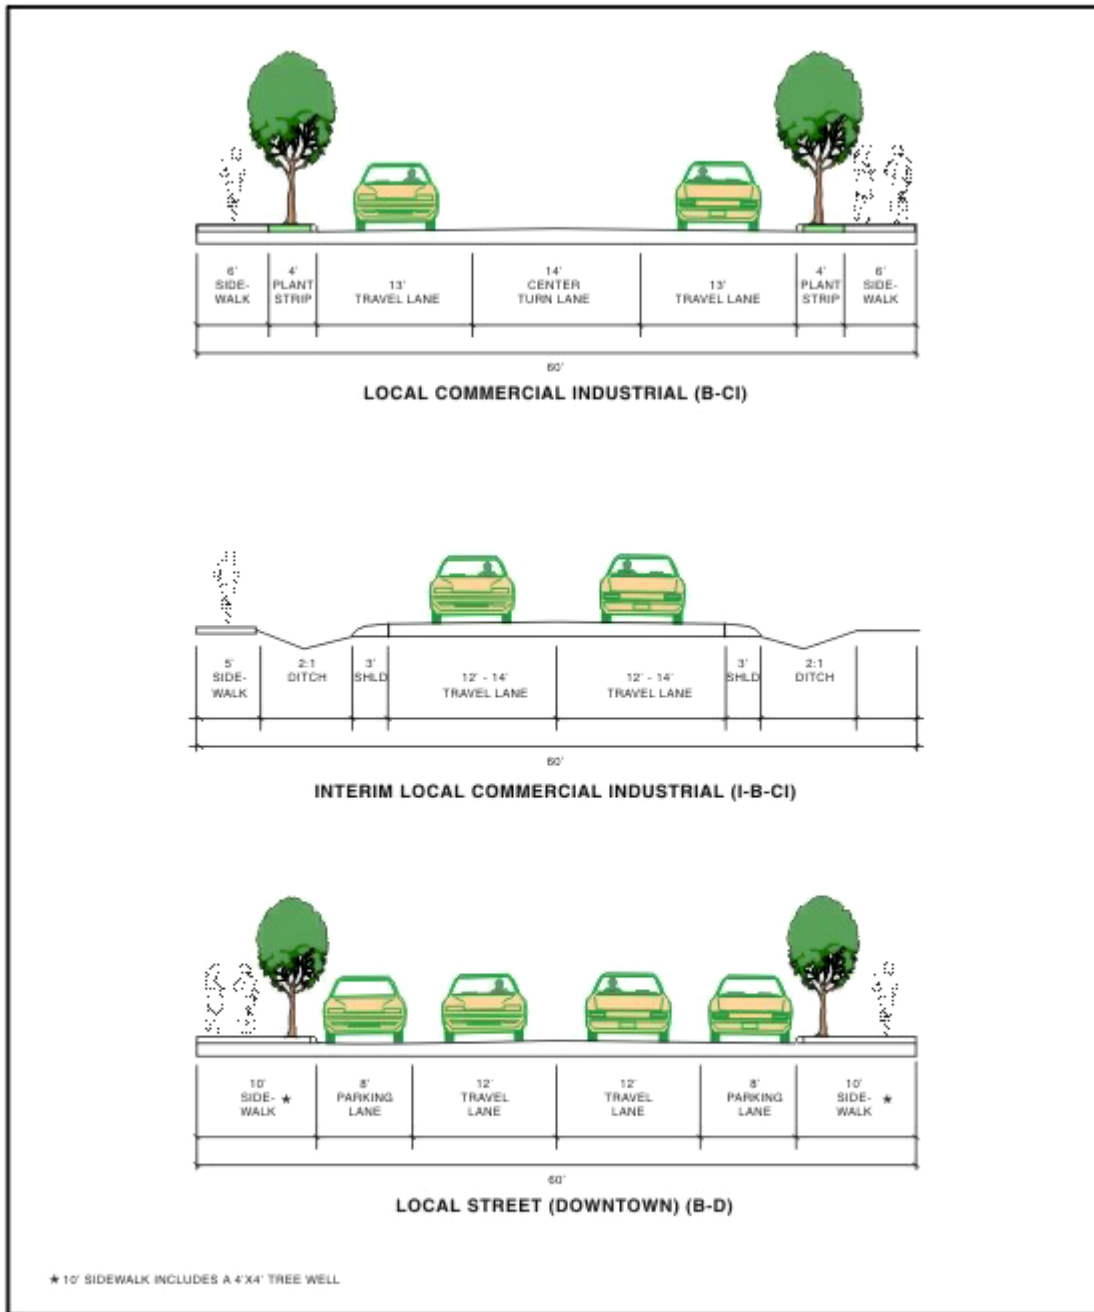 6'
SIDE-
WALK
4'
PLANT
STRIP
13'
TRAVEL LANE
14'
CENTER
TURN LANE
13'
TRAVEL LANE
4'
PLANT
STRIP
6'
SIDE-
WALK
60'
LOCAL COMMERCIAL INDUSTRIAL (B-CI)
5'
SIDE-
WALK
2:1
DITCH
3'
SHLD
12' - 14'
TRAVEL LANE
12' - 14'
TRAVEL LANE
3'
SHLD
2:1
DITCH
60'
INTERIM LOCAL COMMERCIAL INDUSTRIAL (I-B-CI)
10'
SIDE- ★
WALK
8'
PARKING
LANE
12'
TRAVEL
LANE
12'
TRAVEL
LANE
8'
PARKING
LANE
10'
SIDE- ★
WALK
60'
LOCAL STREET (DOWNTOWN) (B-D)
★ 10' SIDEWALK INCLUDES A 4'X4' TREE WELL